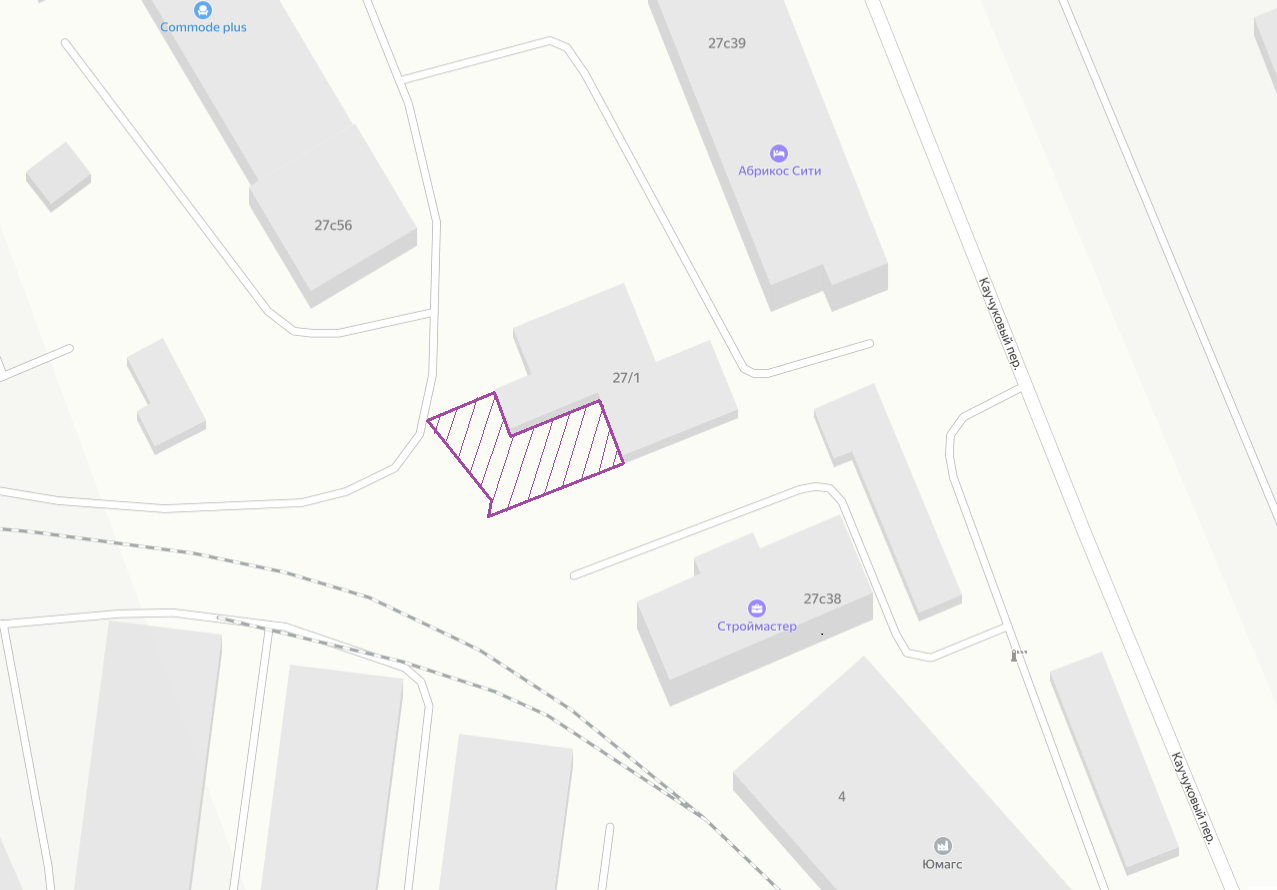 Commode plus
27с39
Абрикос Сити
27с56
Каучуковый пер.
27/1
27с38
Строймастер
4
Юмагс
Каучуковый пер.